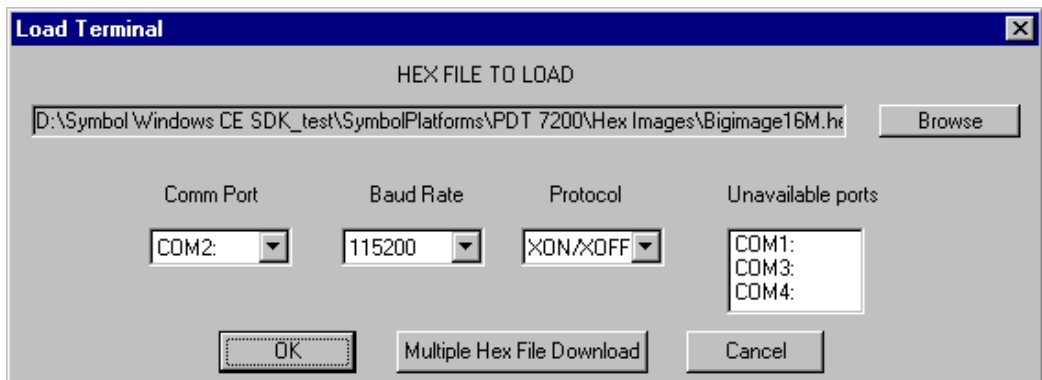 Load Terminal
HEX FILE TO LOAD
D:\Symbol Windows CE SDK_test\SymbolPlatforms\PDT 7200\Hex Images\Bigimage16M.he
Browse
Comm Port Baud Rate Protocol Unavailable ports
COM2: 115200 XON/XOFF COM1:
COM3:
COM4:
OK Multiple Hex File Download Cancel